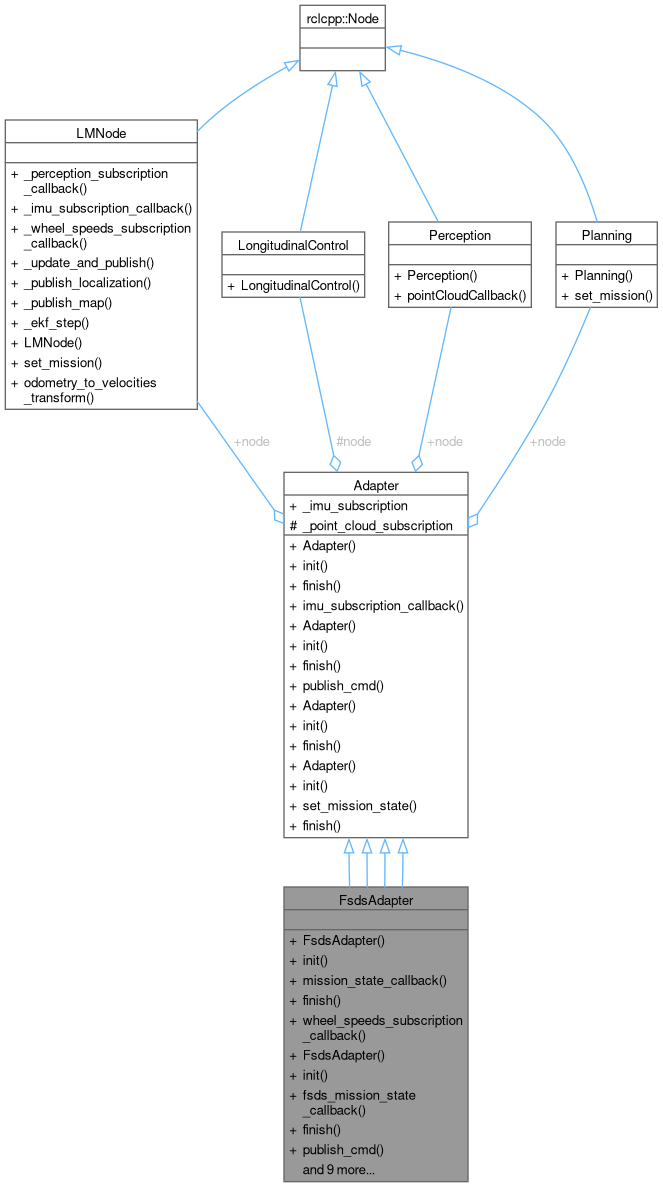 rclcpp::Node
LMNode
+ _perception_subscription
_callback()
+ _imu_subscription_callback()
+ _wheel_speeds_subscription
_callback()
+ _update_and_publish()
+ _publish_localization()
+ _publish_map()
+ _ekf_step()
+ LMNode()
+ set_mission()
+ odometry_to_velocities
_transform()
LongitudinalControl
+ LongitudinalControl()
Perception
+ Perception()
+ pointCloudCallback()
Planning
+ Planning()
+ set_mission()
+node
#node
+node
+node
Adapter
+ _imu_subscription
# _point_cloud_subscription
+ Adapter()
+ init()
+ finish()
+ imu_subscription_callback()
+ Adapter()
+ init()
+ finish()
+ publish_cmd()
+ Adapter()
+ init()
+ finish()
+ Adapter()
+ init()
+ set_mission_state()
+ finish()
FsdsAdapter
+ FsdsAdapter()
+ init()
+ mission_state_callback()
+ finish()
+ wheel_speeds_subscription
_callback()
+ FsdsAdapter()
+ init()
+ fsds_mission_state
_callback()
+ finish()
+ publish_cmd()
and 9 more...